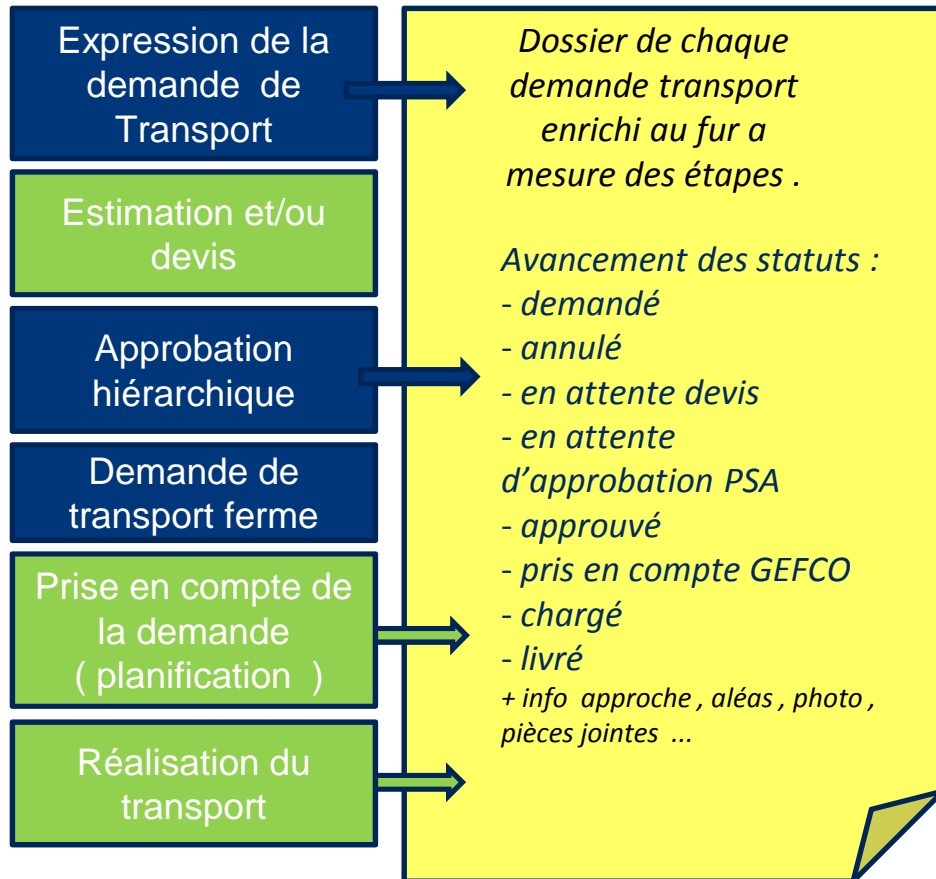 Expression de la
demande de
Transport
Estimation et/ou
devis
Approbation
hiérarchique
Demande de
transport ferme
Prise en compte de
la demande
( planification )
Réalisation du
transport
Dossier de chaque
demande transport
enrichi au fur a
mesure des étapes .
Avancement des statuts :
- demandé
- annulé
- en attente devis
- en attente
d’approbation PSA
- approuvé
- pris en compte GEFCO
- chargé
- livré
+ info approche , aléas , photo ,
pièces jointes ...